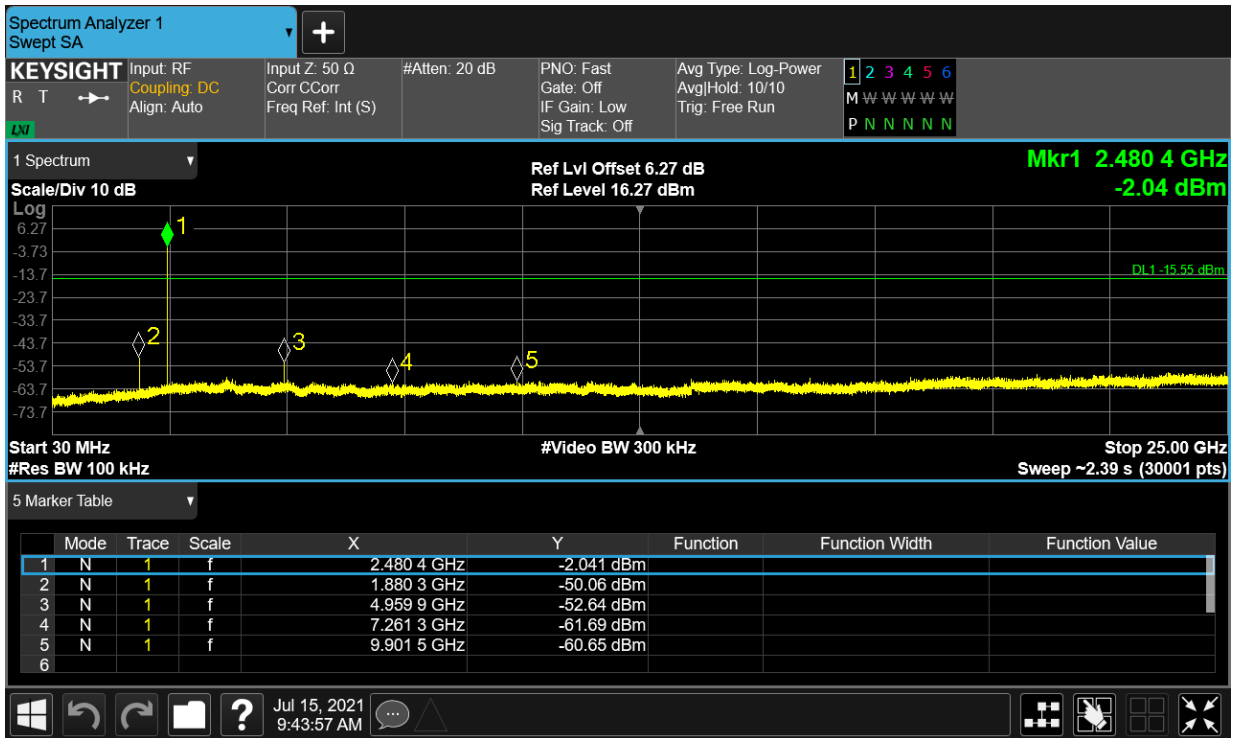 Spectrum Analyzer 1
Swept SA
KEYSIGHT
R T
LXI
Input: RF
Coupling: DC
Align: Auto
Input Z: 50 Ω
Corr CCorr
Freq Ref: Int (S)
#Atten: 20 dB
PNO: Fast
Gate: Off
IF Gain: Low
Sig Track: Off
Avg Type: Log-Power
Avg|Hold: 10/10
Trig: Free Run
1 2 3 4 5 6
M W W W W W
P N N N N N
1 Spectrum
Scale/Div 10 dB
Ref Lvl Offset 6.27 dB
Ref Level 16.27 dBm
Mkr1 2.480 4 GHz
-2.04 dBm
Log
6.27
-3.73
-13.7
-23.7
-33.7
-43.7
-53.7
-63.7
-73.7
1
2
3
4
5
DL1 -15.55 dBm
Start 30 MHz
#Video BW 300 kHz
Stop 25.00 GHz
#Res BW 100 kHz
Sweep ~2.39 s (30001 pts)
5 Marker Table
Mode Trace Scale X Y Function Function Width Function Value
1 N 1 f 2.480 4 GHz -2.041 dBm
2 N 1 f 1.880 3 GHz -50.06 dBm
3 N 1 f 4.959 9 GHz -52.64 dBm
4 N 1 f 7.261 3 GHz -61.69 dBm
5 N 1 f 9.901 5 GHz -60.65 dBm
6
?
Jul 15, 2021
9:43:57 AM